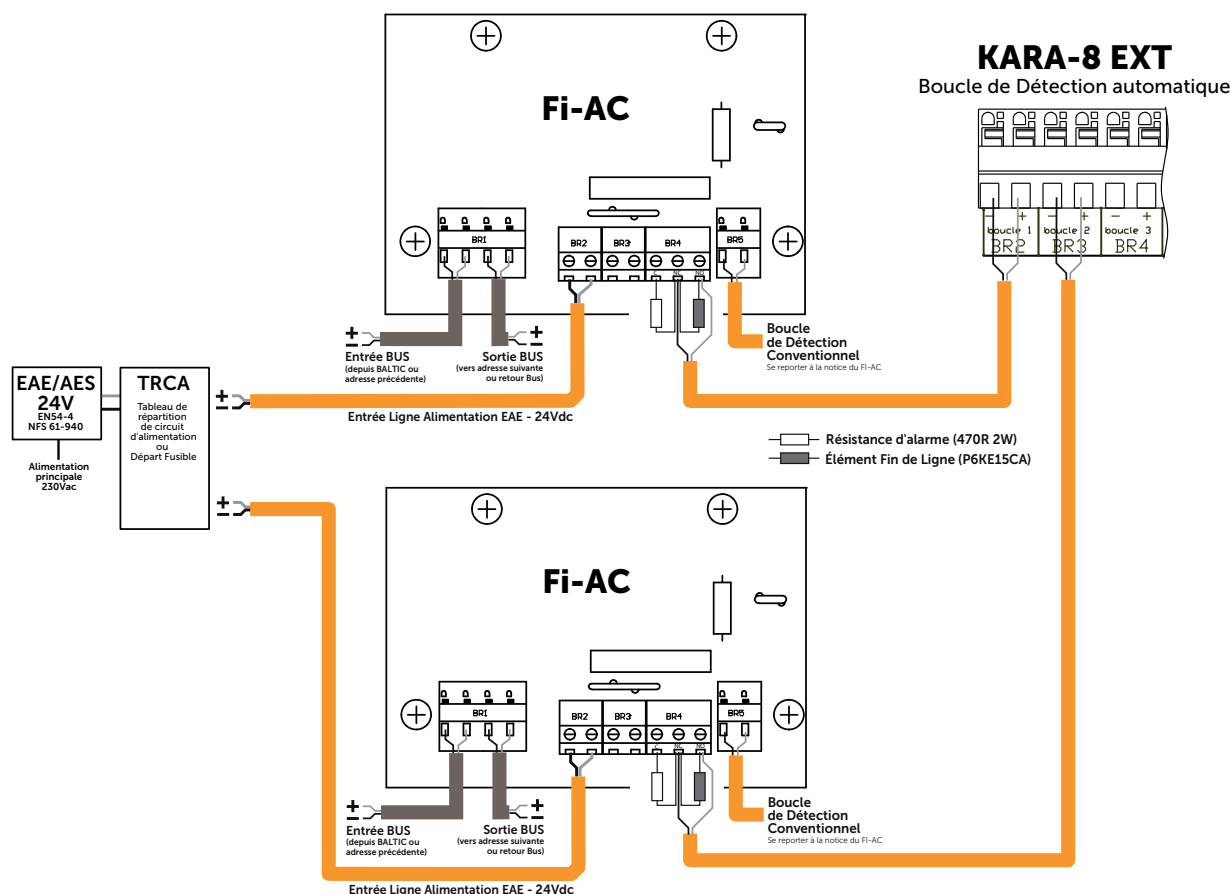 KARA-8 EXT
Boucle de Détection automatique
- + - + - +
boucle 1 boucle 2 boucle 3
BR2 BR3 BR4
Fi-AC
BR1 BR2 BR3 BR4 BR5
C NC NO
+
-
Entrée BUS
(depuis BALTIC ou
adresse précédente)
+
-
Sortie BUS
(vers adresse suivante
ou retour Bus)
Boucle
de Détection
Conventionnel
Se reporter à la notice du FI-AC
EAE/AES
24V
EN54-4
NFS 61-940
Alimentation
principale
230Vac
TRCA
Tableau de
répartition
de circuit
d'alimentation
ou
Départ Fusible
+
-
Entrée Ligne Alimentation EAE - 24Vdc
Résistance d'alarme (470R 2W)
Élément Fin de Ligne (P6KE15CA)
+
-
Fi-AC
BR1 BR2 BR3 BR4 BR5
C NC NO
+
-
Entrée BUS
(depuis BALTIC ou
adresse précédente)
+
-
Sortie BUS
(vers adresse suivante
ou retour Bus)
Boucle
de Détection
Conventionnel
Se reporter à la notice du FI-AC
Entrée Ligne Alimentation EAE - 24Vdc